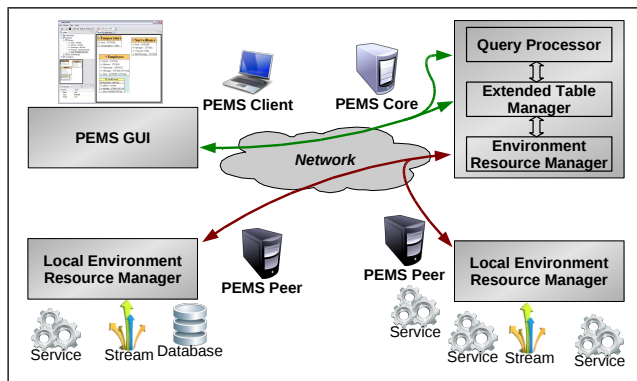 Query Processor
Extended Table
Manager
Environment
Resource Manager
PEMS Client
PEMS Core
PEMS GUI
Network
Local Environment
Resource Manager
PEMS Peer
Service
Stream
Database
PEMS Peer
Service
Local Environment
Resource Manager
Service
Stream
Service